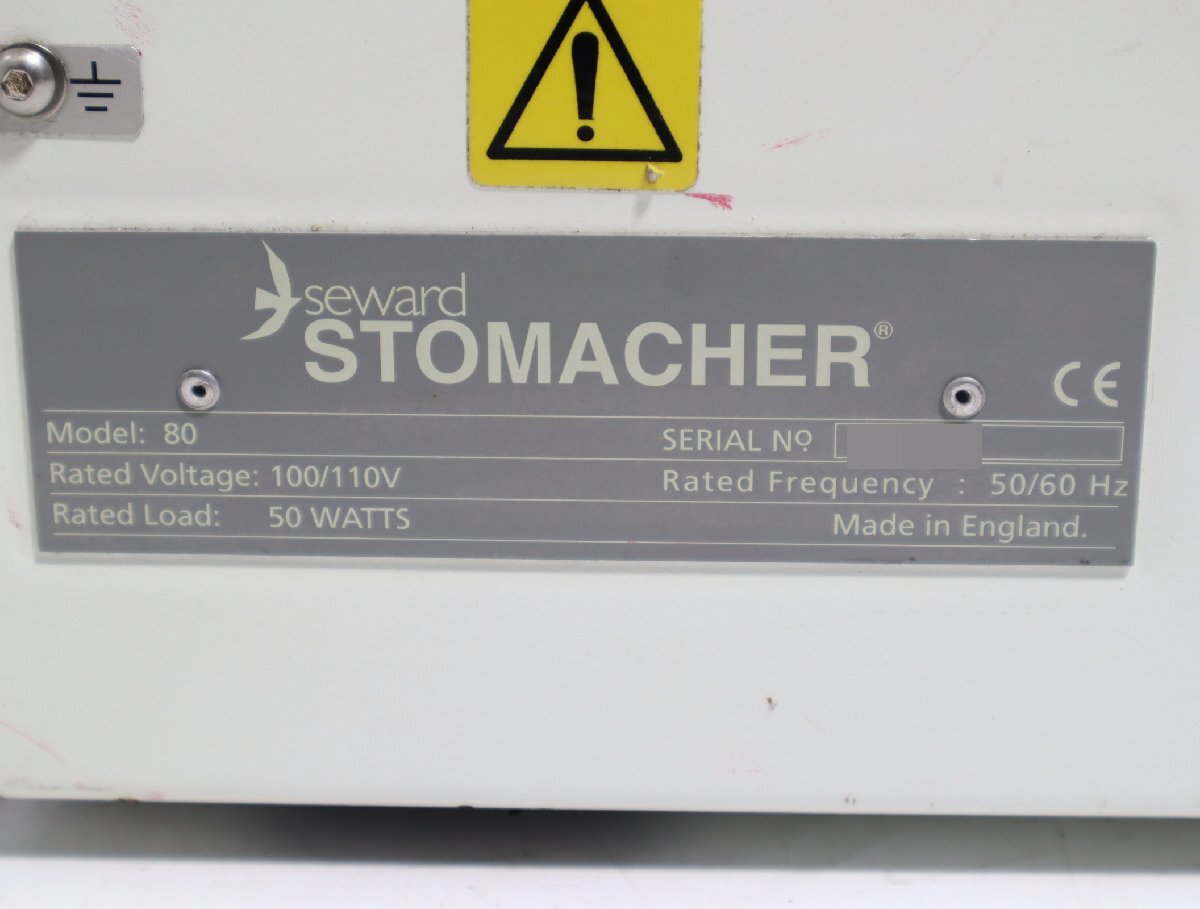 seward
STOMACHER®
CE
Model: 80
SERIAL Nº
Rated Voltage: 100/110V
Rated Frequency : 50/60 Hz
Rated Load: 50 WATTS
Made in England.